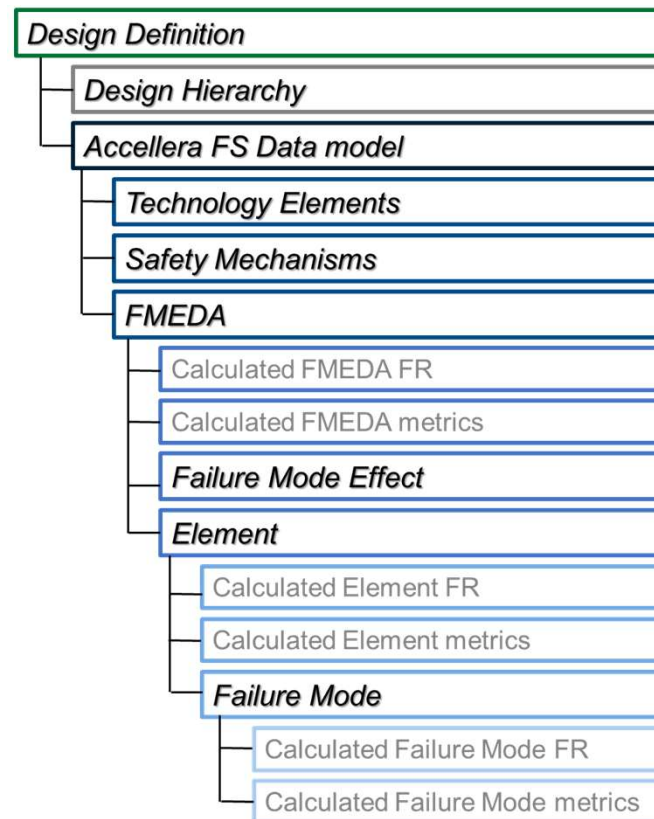 Design Definition
Design Hierarchy
Accellera FS Data model
Technology Elements
Safety Mechanisms
FMEDA
Calculated FMEDA FR
Calculated FMEDA metrics
Failure Mode Effect
Element
Calculated Element FR
Calculated Element metrics
Failure Mode
Calculated Failure Mode FR
Calculated Failure Mode metrics